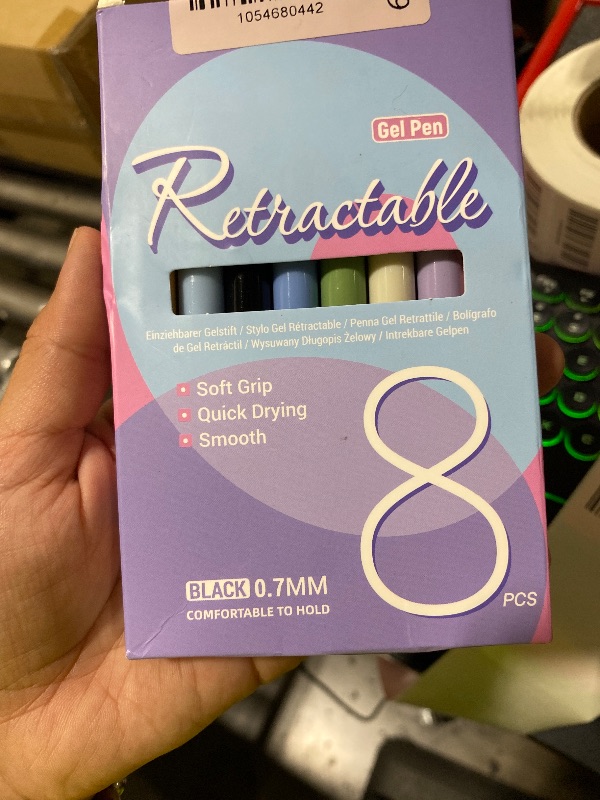 1054680442
Gel Pen
Retractable
Einziehbarer Gelstift / Stylo Gel Rétractable / Penna Gel Retrattile / Bolígrafo
de Gel Retráctil / Wysuwany Długopis Żelowy / Intrekbare Gelpen
Soft Grip
Quick Drying
Smooth
8
PCS
BLACK 0.7MM
COMFORTABLE TO HOLD